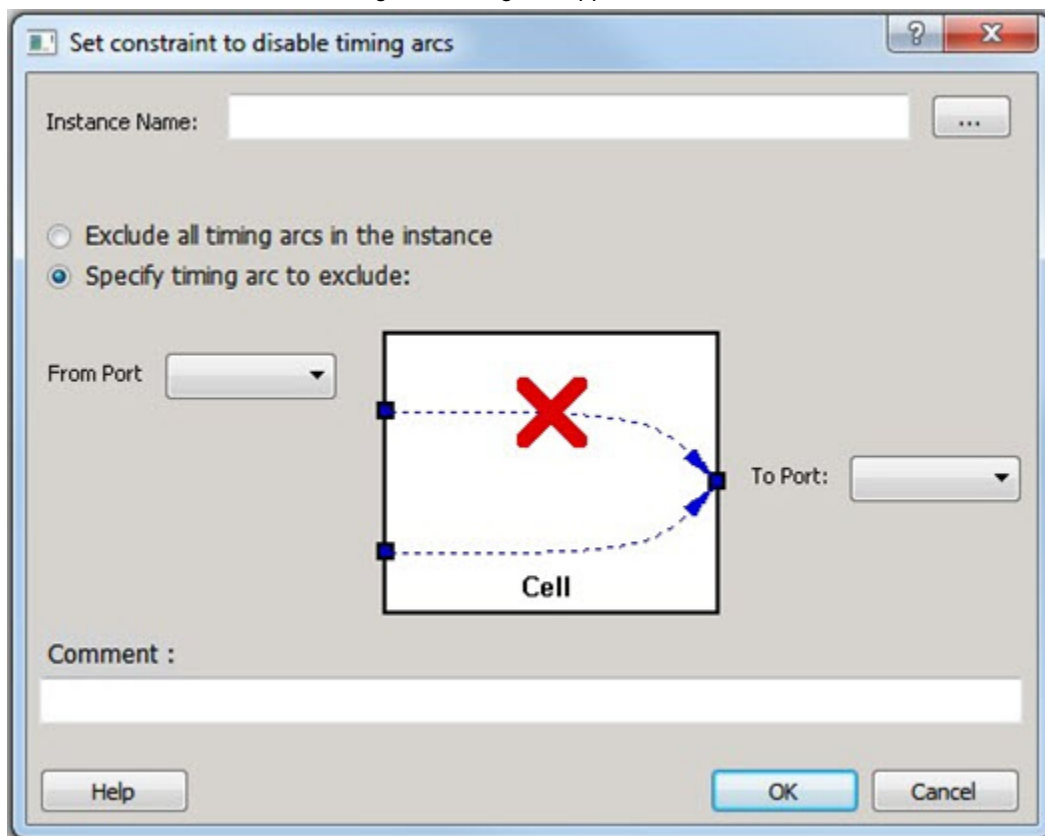 Set constraint to disable timing arcs
Instance Name:
...
Exclude all timing arcs in the instance
Specify timing arc to exclude:
From Port
To Port:
Cell
Comment :
Help
OK
Cancel